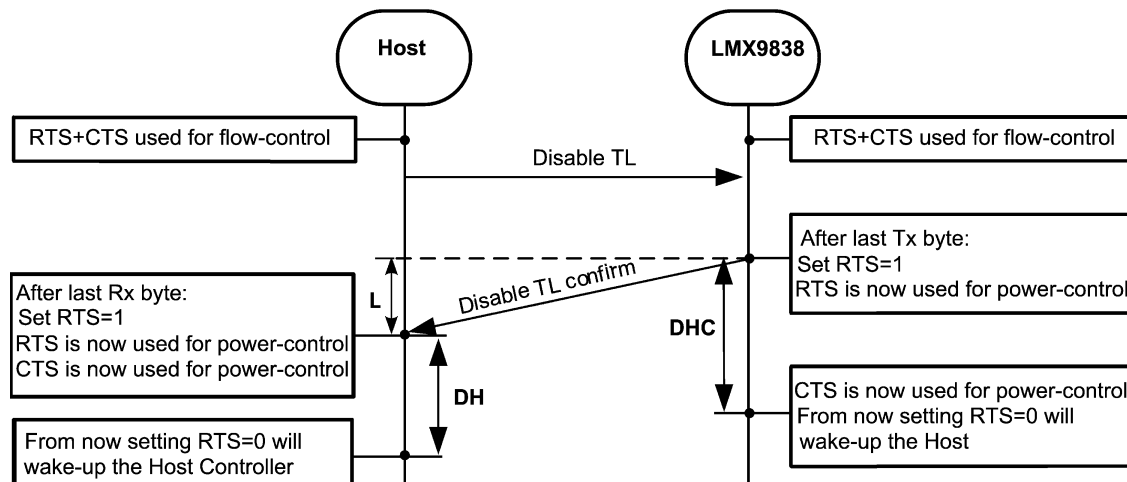 Host
LMX9838
RTS+CTS used for flow-control
RTS+CTS used for flow-control
Disable TL
After last Tx byte:
Set RTS=1
RTS is now used for power-control
Disable TL confirm
L
After last Rx byte:
Set RTS=1
RTS is now used for power-control
CTS is now used for power-control
DHC
DH
CTS is now used for power-control
From now setting RTS=0 will
wake-up the Host
From now setting RTS=0 will
wake-up the Host Controller